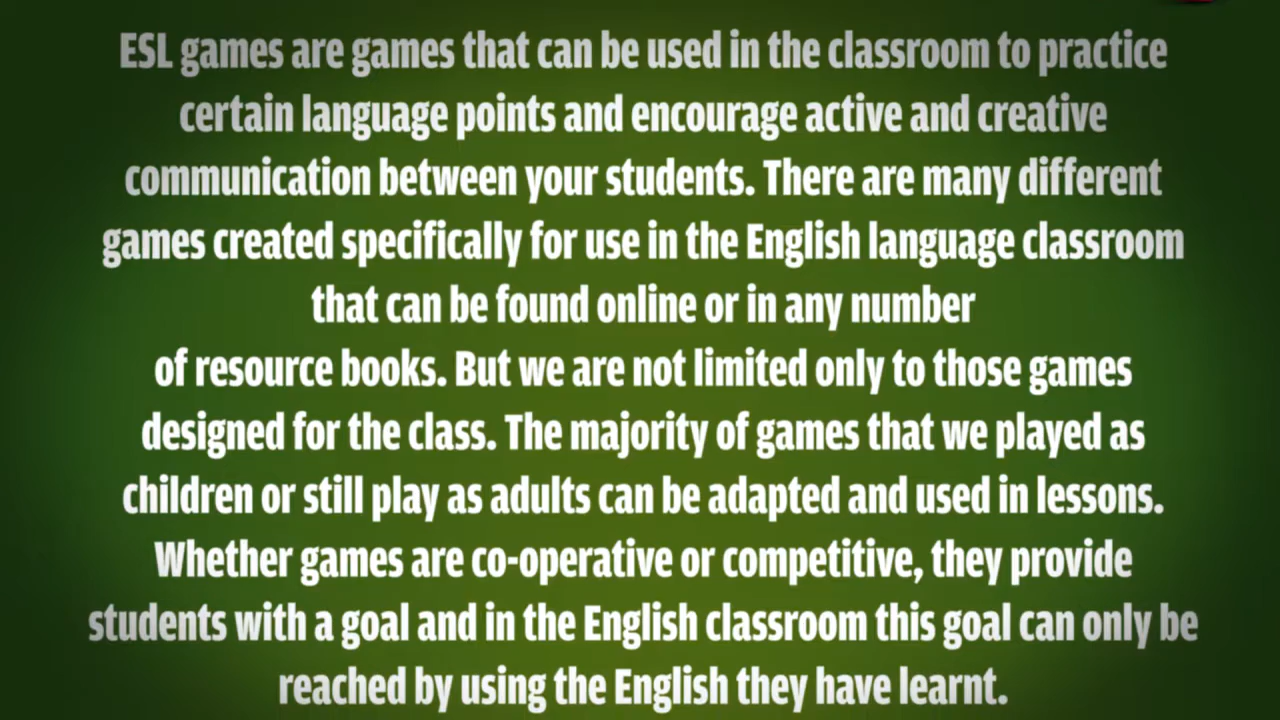 ESL games are games that can be used in the classroom to practice
certain language points and encourage active and creative
communication between your students. There are many different
games created specifically for use in the English language classroom
that can be found online or in any number
of resource books. But we are not limited only to those games
designed for the class. The majority of games that we played as
children or still play as adults can be adapted and used in lessons.
Whether games are co-operative or competitive, they provide
students with a goal and in the English classroom this goal can only be
reached by using the English they have learnt.